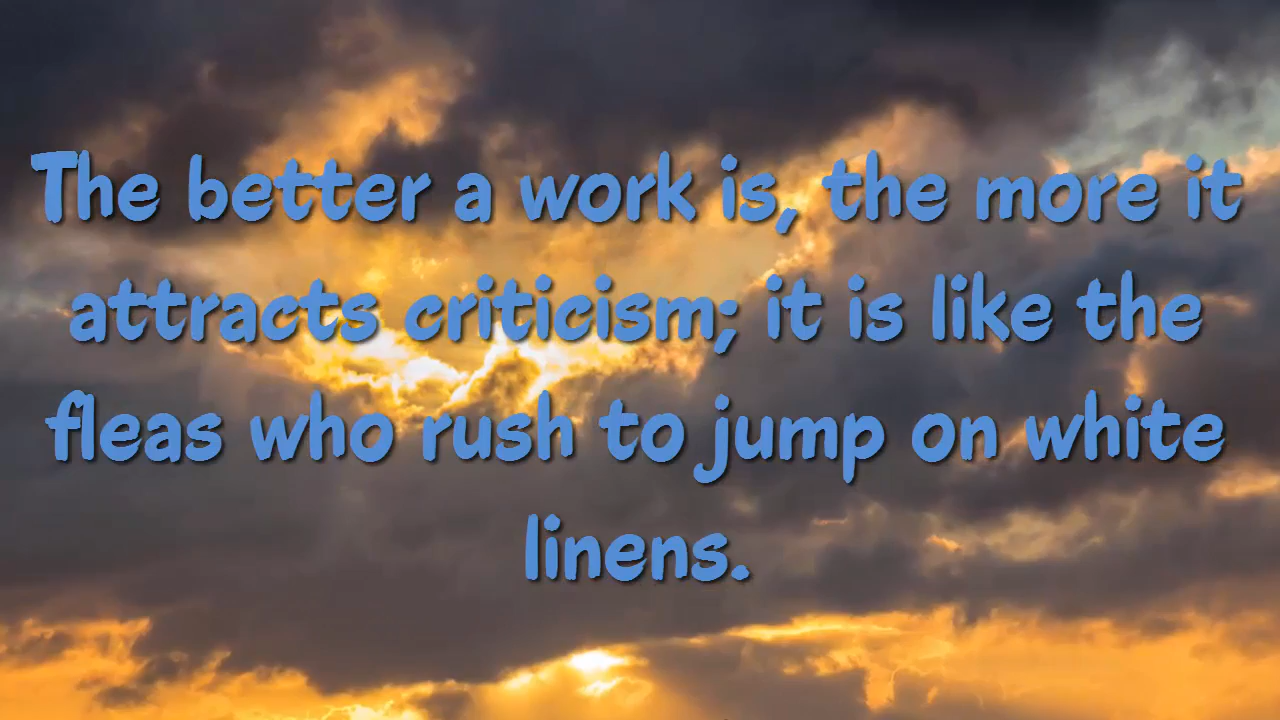 The better a work is, the more it
attracts criticism; it is like the
fleas who rush to jump on white
linens.